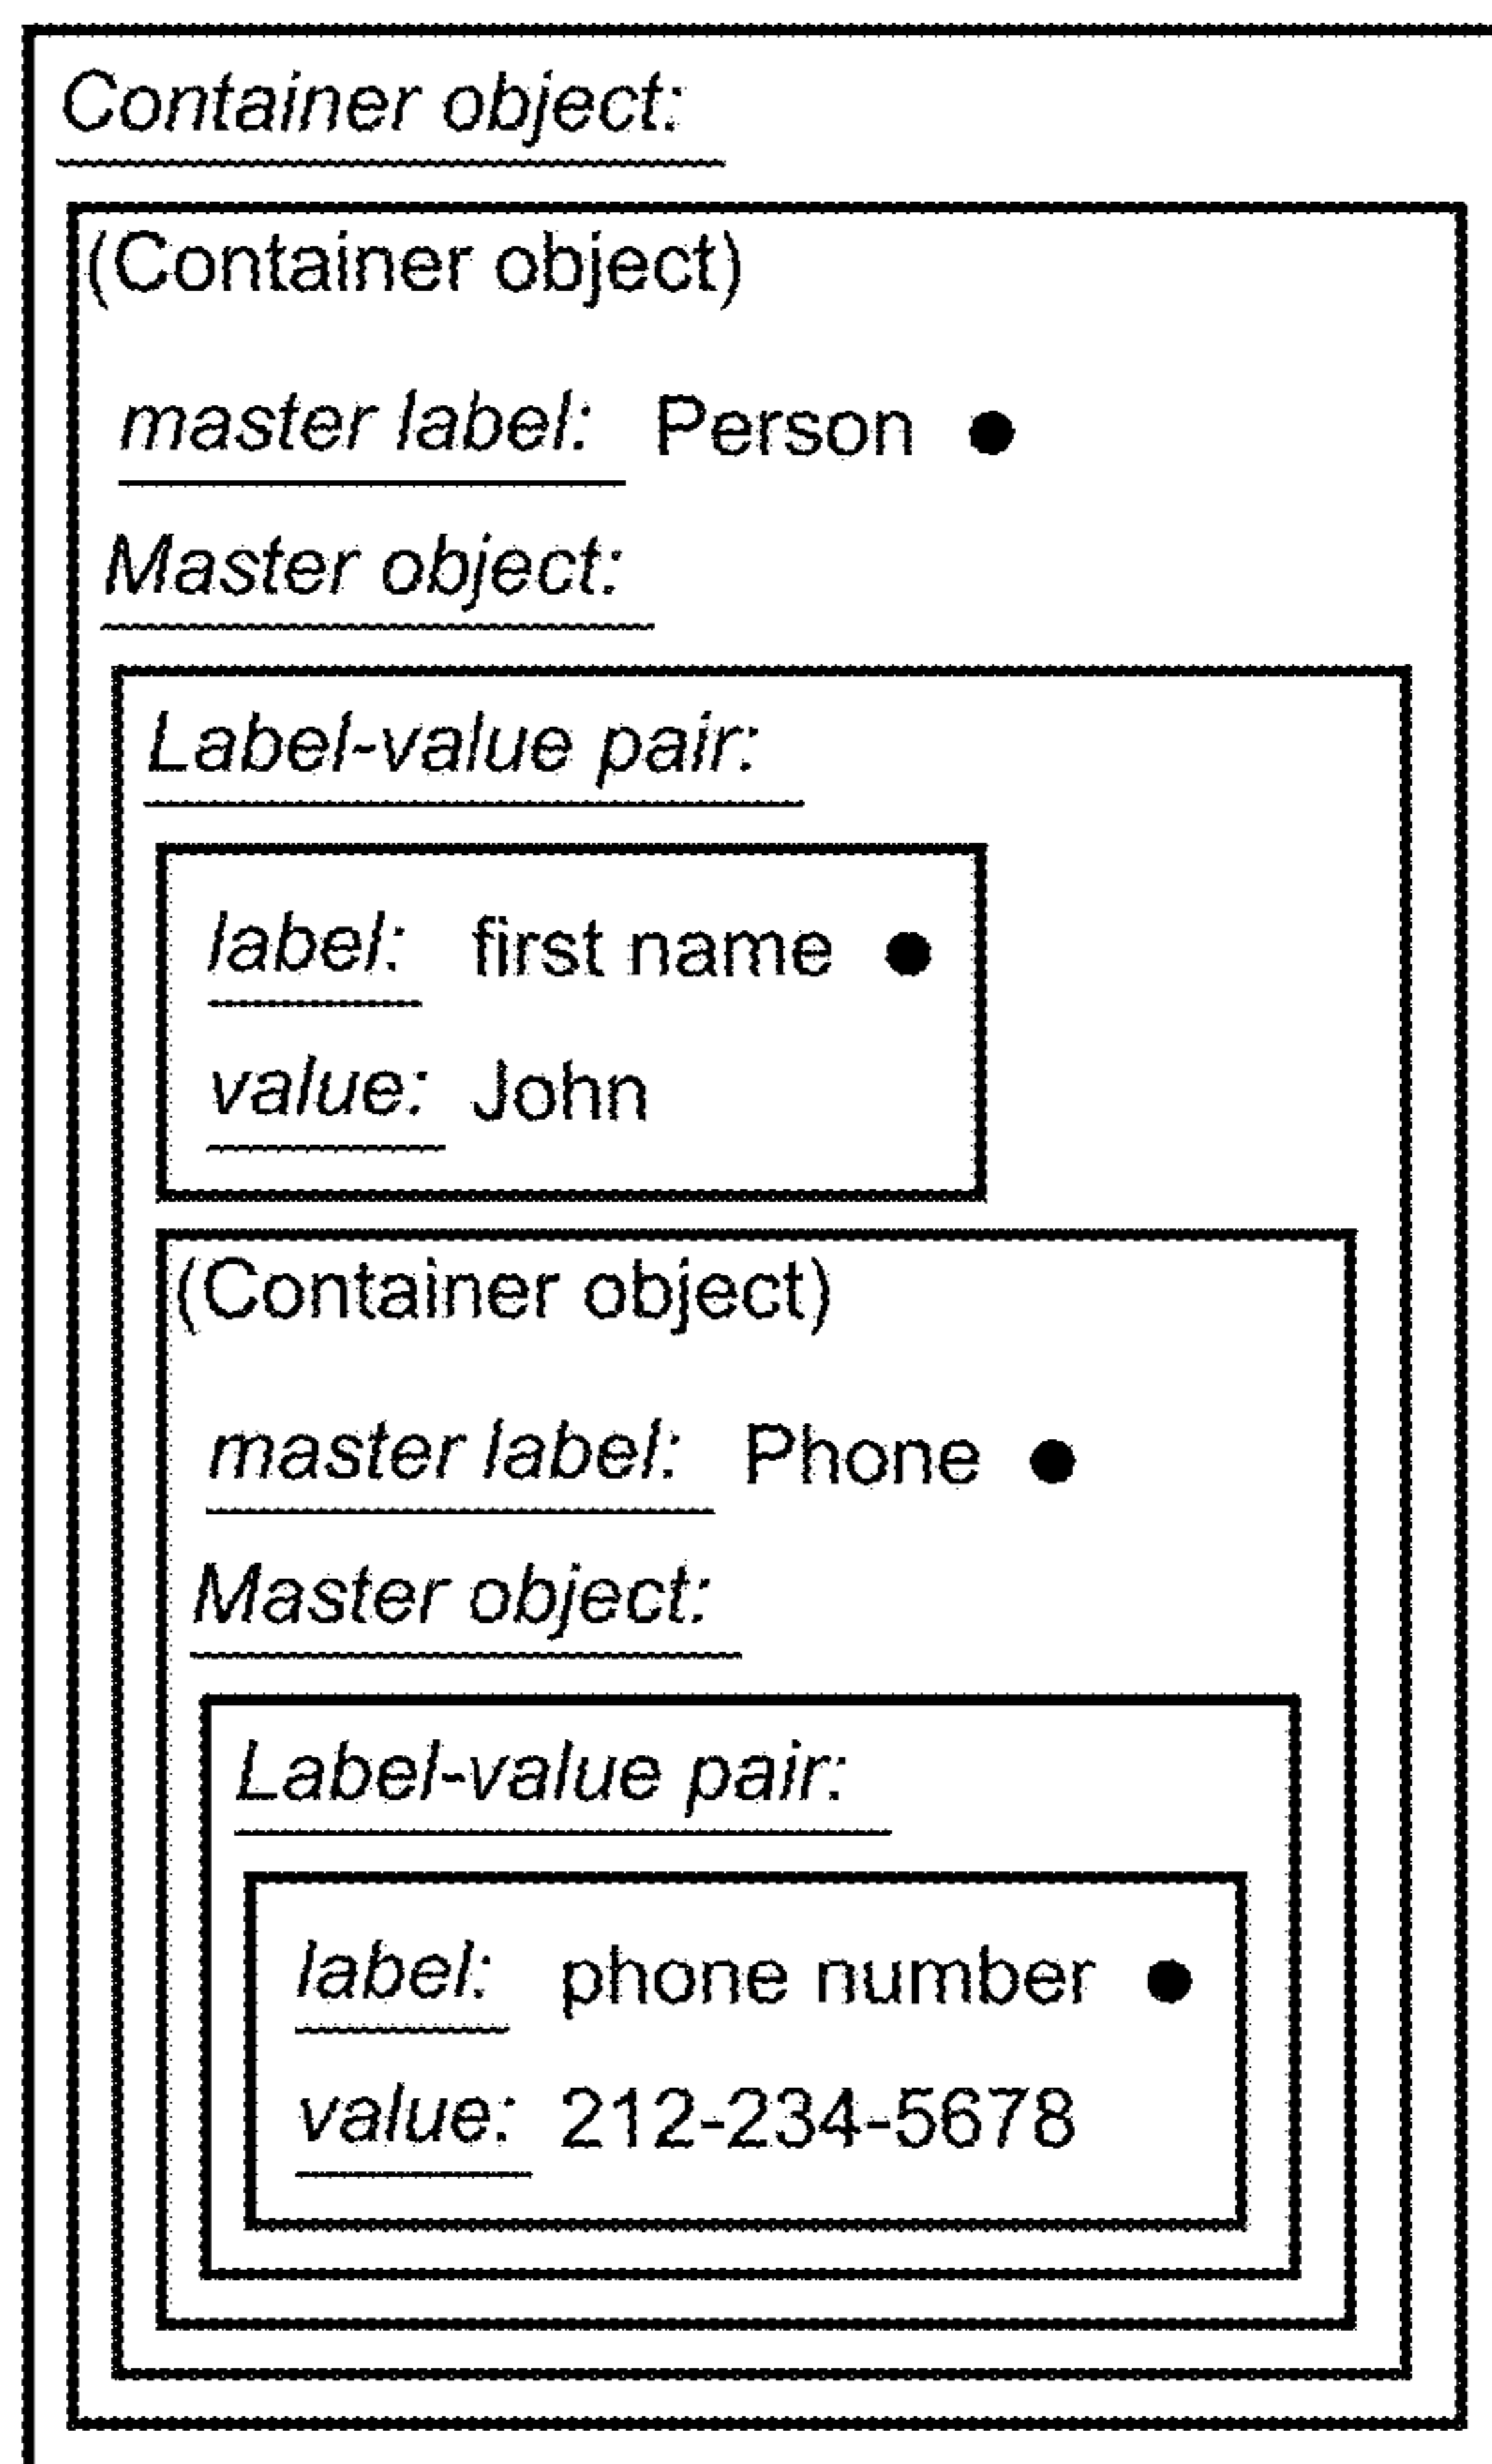 Container object:
(Container object)
master label: Person ●
Master object:
Label-value pair:
label: first name ●
value: John
(Container object)
master label: Phone ●
Master object:
Label-value pair:
label: phone number ●
value: 212-234-5678